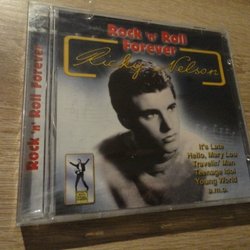 Rock 'n' Roll Forever
Rock 'n' Roll
Forever
Ricky Nelson
It's Late
Hello, Mary Lou
Travelin' Man
Teenage Idol
Young World
a.m.o.